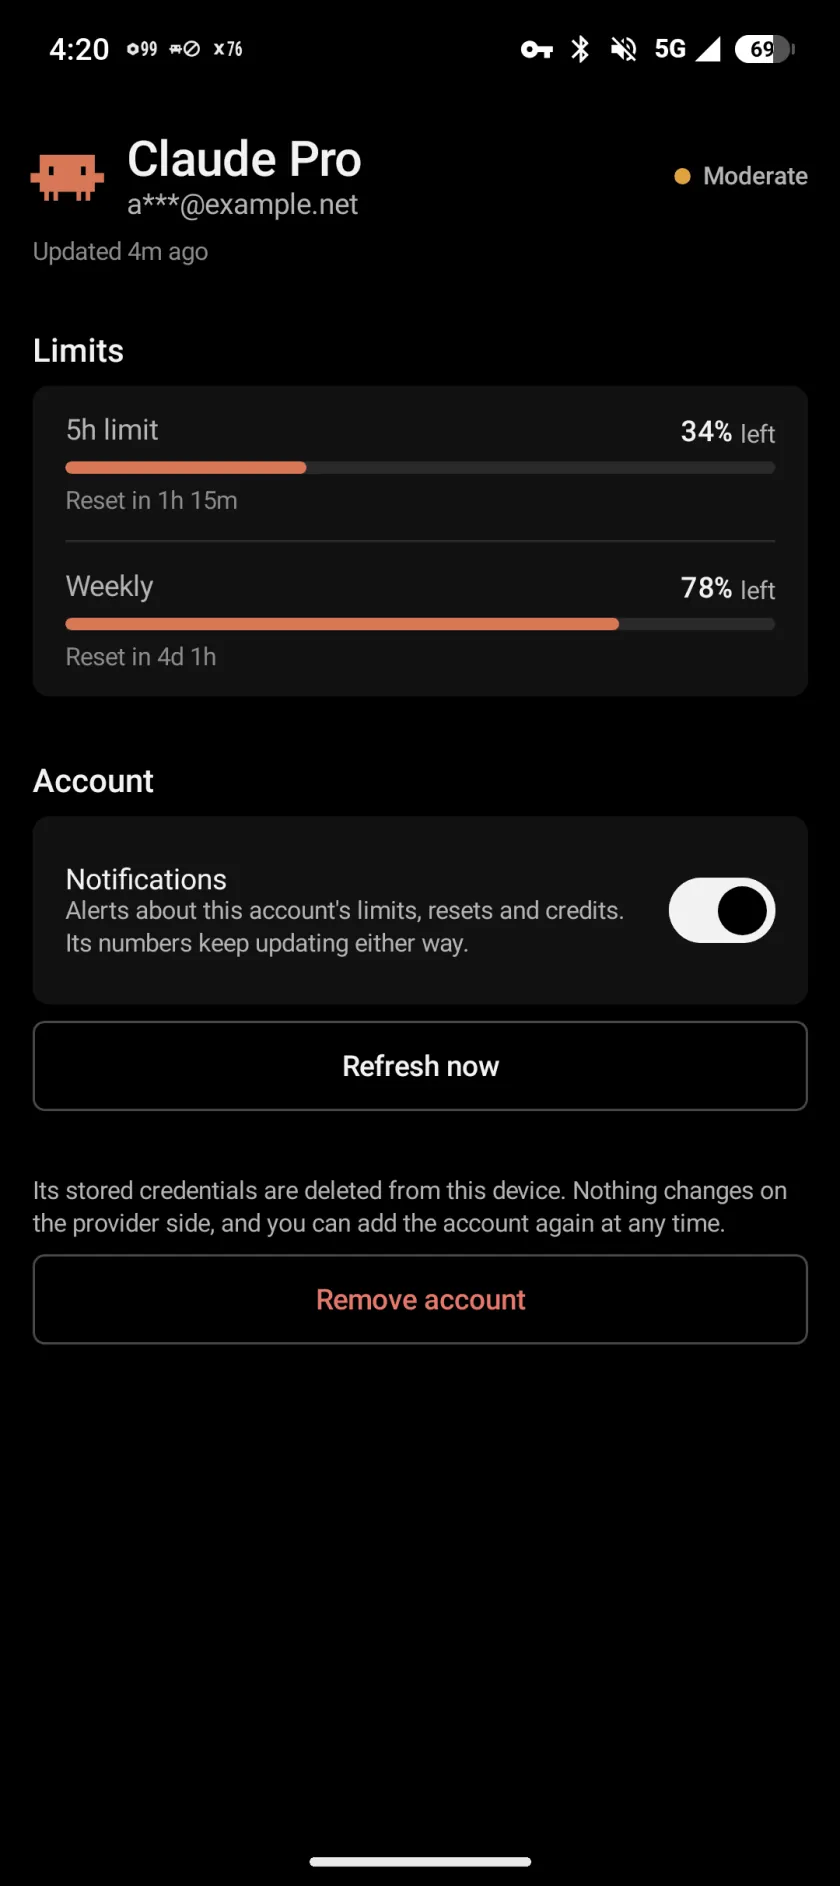 4:20 99 x 76 5G 69
Claude Pro
a***@example.net
Moderate
Updated 4m ago
Limits
5h limit 34% left
Reset in 1h 15m
Weekly 78% left
Reset in 4d 1h
Account
Notifications
Alerts about this account's limits, resets and credits.
Its numbers keep updating either way.
Refresh now
Its stored credentials are deleted from this device. Nothing changes on
the provider side, and you can add the account again at any time.
Remove account